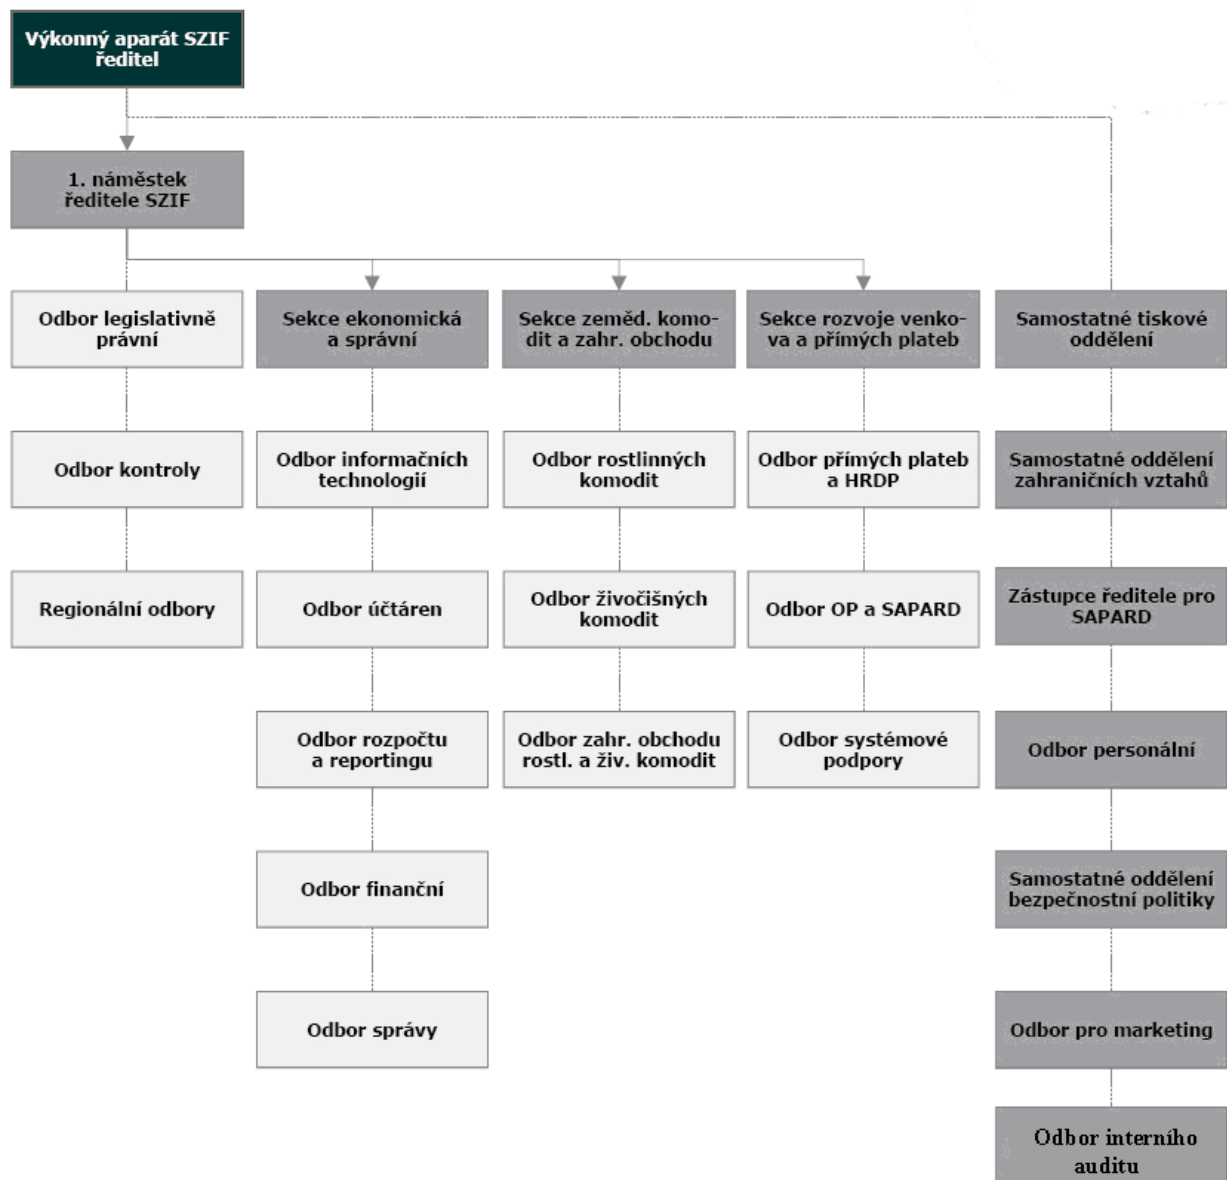 Výkonný aparát SZIF
ředitel
1. náměstek
ředitele SZIF
Odbor legislativně
právní
Sekce ekonomická
a správní
Sekce zeměd. komo-
dit a zahr. obchodu
Sekce rozvoje venko-
va a přímých plateb
Samostatné tiskové
oddělení
Odbor kontroly
Odbor informačních
technologií
Odbor rostlinných
komodit
Odbor přímých plateb
a HRDP
Samostatné oddělení
zahraničních vztahů
Regionální odbory
Odbor účtáren
Odbor živočišných
komodit
Odbor OP a SAPARD
Zástupce ředitele pro
SAPARD
Odbor rozpočtu
a reportingu
Odbor zahr. obchodu
rostl. a živ. komodit
Odbor systémové
podpory
Odbor personální
Odbor finanční
Samostatné oddělení
bezpečnostní politiky
Odbor správy
Odbor pro marketing
Odbor interního
auditu